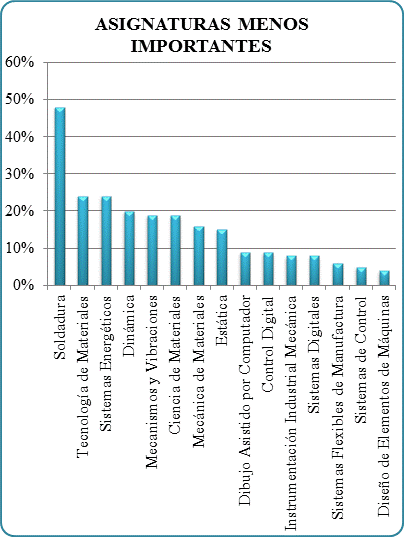 ASIGNATURAS MENOS
IMPORTANTES
60%
50%
40%
30%
20%
10%
0%
Soldadura
Tecnología de Materiales
Sistemas Energéticos
Dinámica
Mecanismos y Vibraciones
Ciencia de Materiales
Mecánica de Materiales
Estática
Dibujo Asistido por Computador
Control Digital
Instrumentación Industrial Mecánica
Sistemas Digitales
Sistemas Flexibles de Manufactura
Sistemas de Control
Diseño de Elementos de Máquinas